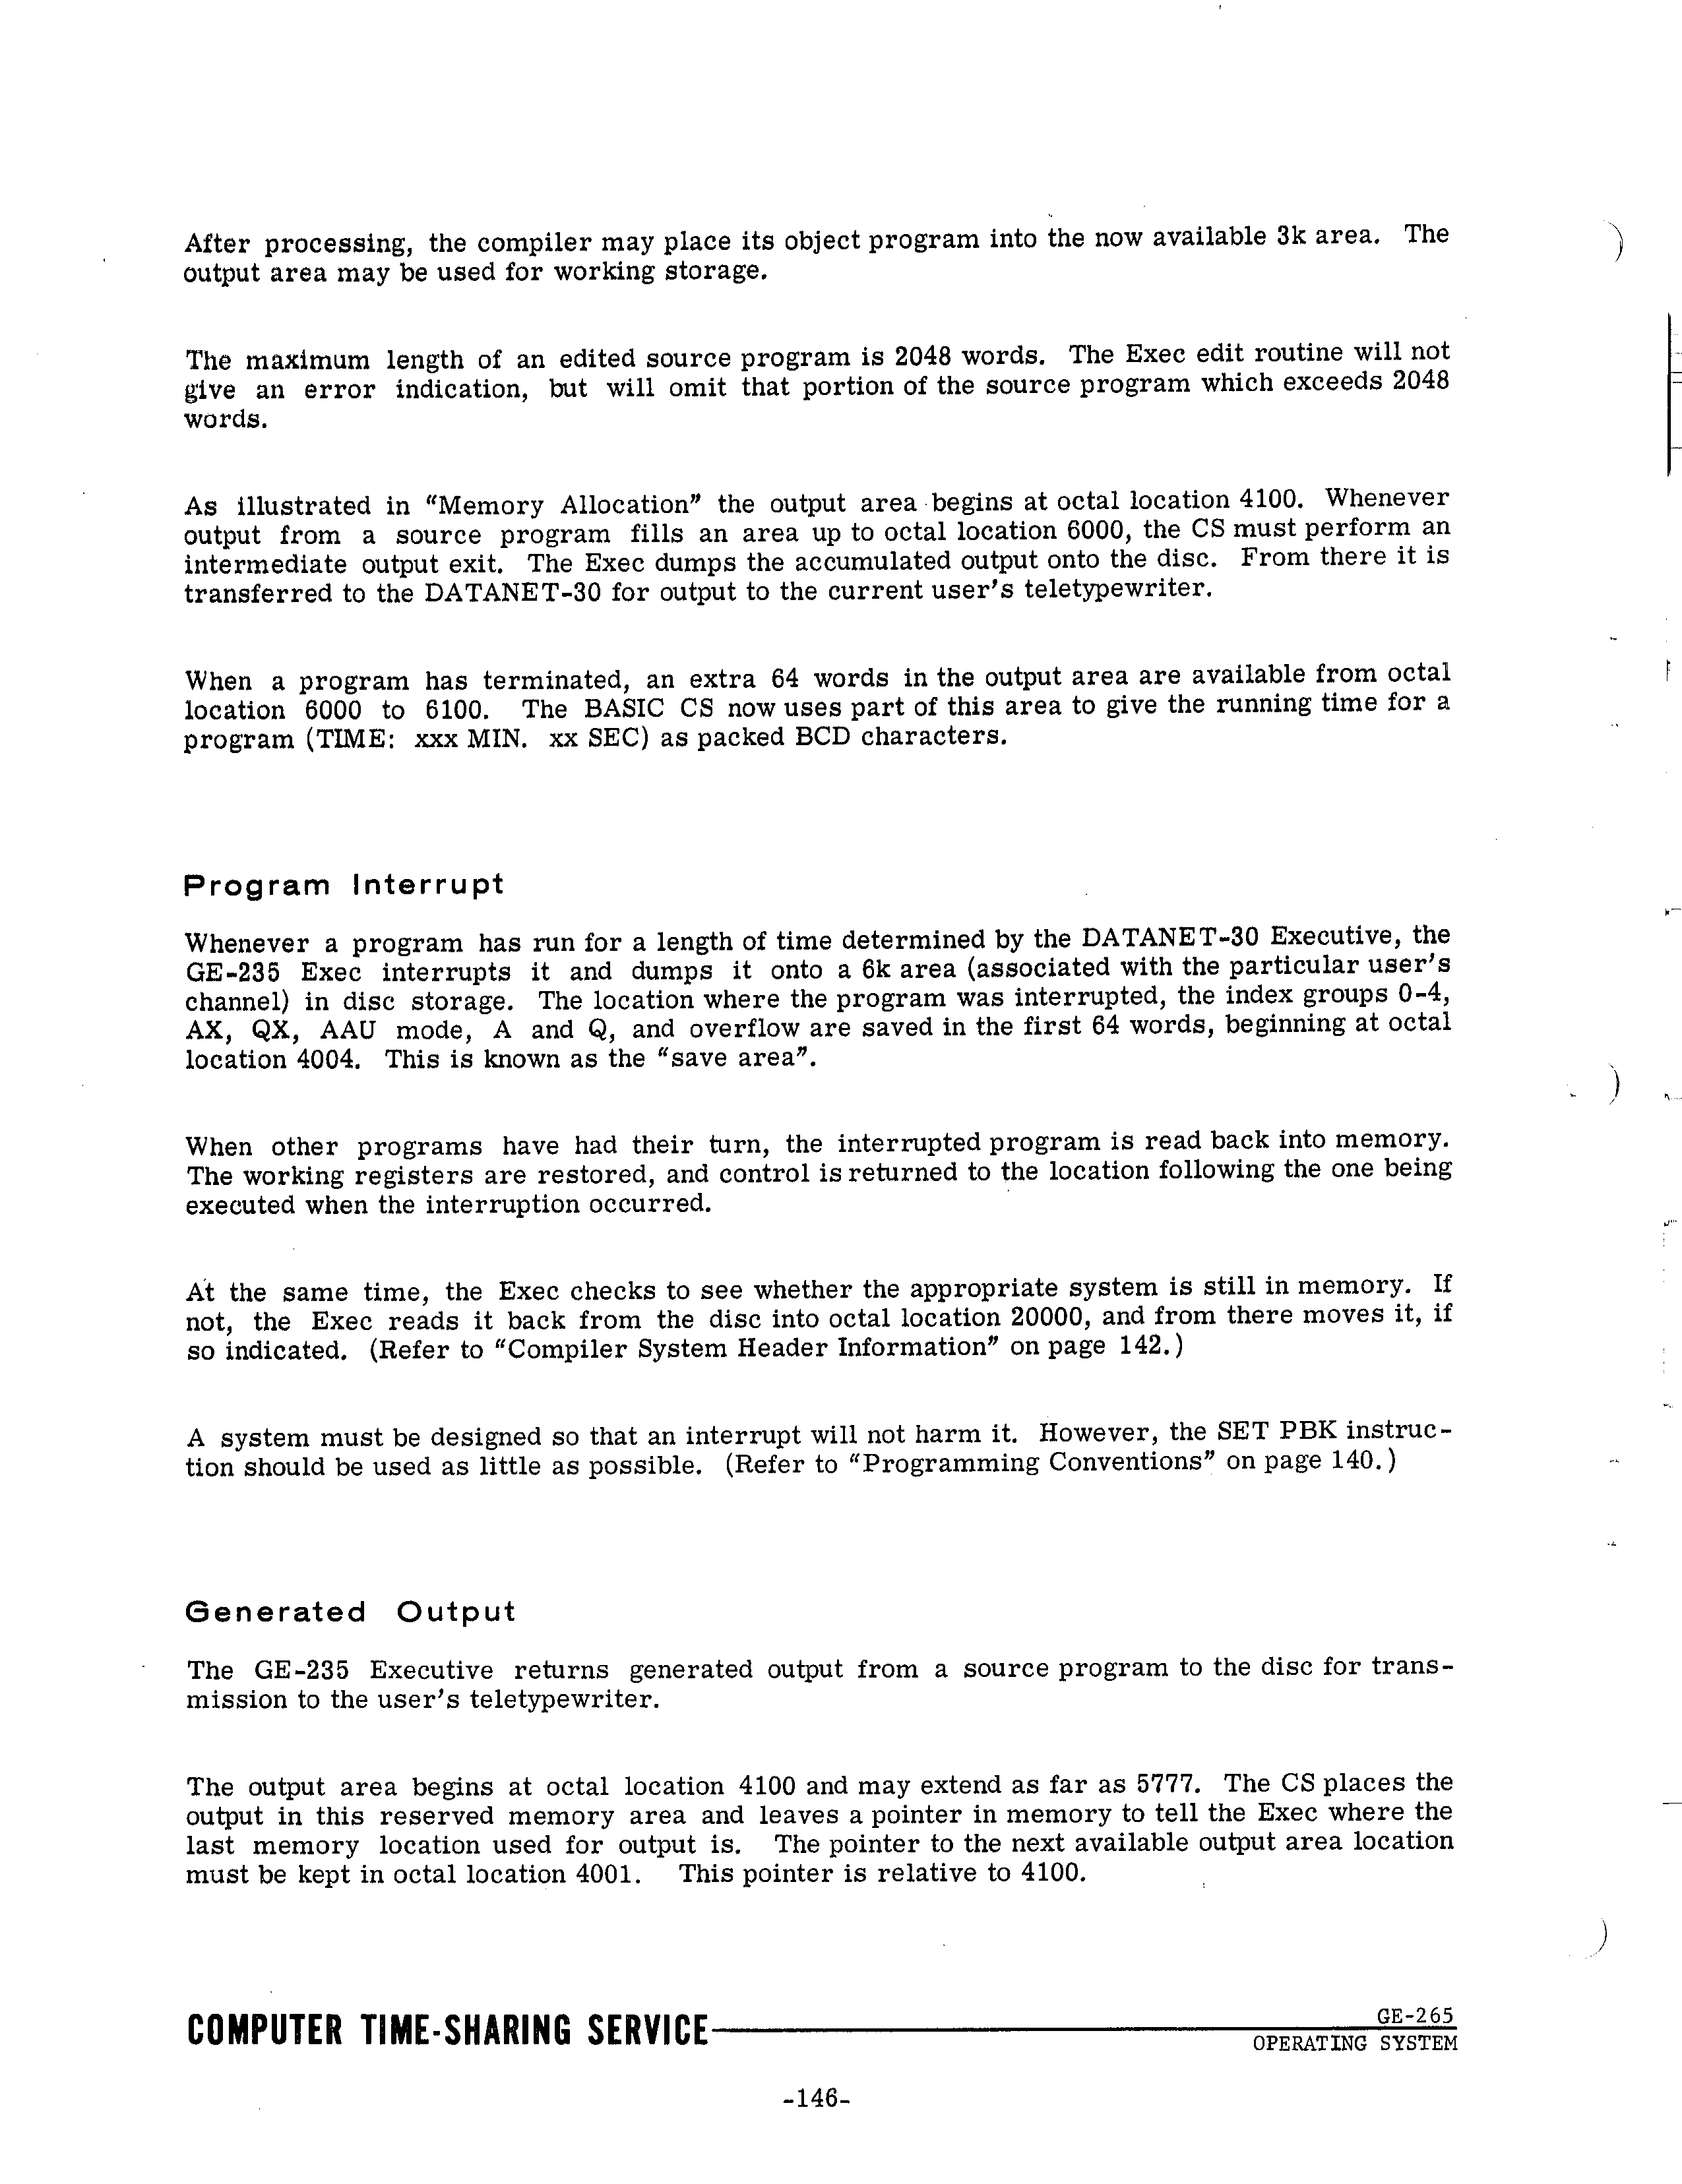 After processing, the compiler may place its object program into the now available 3k area. The
output area may be used for working storage.
The maximum length of an edited source program is 2048 words. The Exec edit routine will not
give an error indication, but will omit that portion of the source program which exceeds 2048
words.
As illustrated in “Memory Allocation” the output area begins at octal location 4100. Whenever
output from a source program fills an area up to octal location 6000, the CS must perform an
intermediate output exit. The Exec dumps the accumulated output onto the disc. From there it is
transferred to the DATANET-30 for output to the current user's teletypewriter.
When a program has terminated, an extra 64 words in the output area are available from octal
location 6000 to 6100. The BASIC CS now uses part of this area to give the running time for a
program (TIME: xxx MIN. xx SEC) as packed BCD characters.
Program Interrupt
Whenever a program has run for a length of time determined by the DATANET-30 Executive, the
GE-235 Exec interrupts it and dumps it onto a 6k area (associated with the particular user's
channel) in disc storage. The location where the program was interrupted, the index groups 0-4,
AX, QX, AAU mode, A and Q, and overflow are saved in the first 64 words, beginning at octal
location 4004. This is known as the “save area”.
When other programs have had their turn, the interrupted program is read back into memory.
The working registers are restored, and control is returned to the location following the one being
executed when the interruption occurred.
At the same time, the Exec checks to see whether the appropriate system is still in memory. If
not, the Exec reads it back from the disc into octal location 20000, and from there moves it, if
so indicated. (Refer to “Compiler System Header Information” on page 142.)
A system must be designed so that an interrupt will not harm it. However, the SET PBK instruc-
tion should be used as little as possible. (Refer to “Programming Conventions” on page 140.)
Generated Output
The GE-235 Executive returns generated output from a source program to the disc for trans-
mission to the user's teletypewriter.
The output area begins at octal location 4100 and may extend as far as 5777. The CS places the
output in this reserved memory area and leaves a pointer in memory to tell the Exec where the
last memory location used for output is. The pointer to the next available output area location
must be kept in octal location 4001. This pointer is relative to 4100.
COMPUTER TIME-SHARING SERVICE
GE-265
OPERATING SYSTEM
-146-